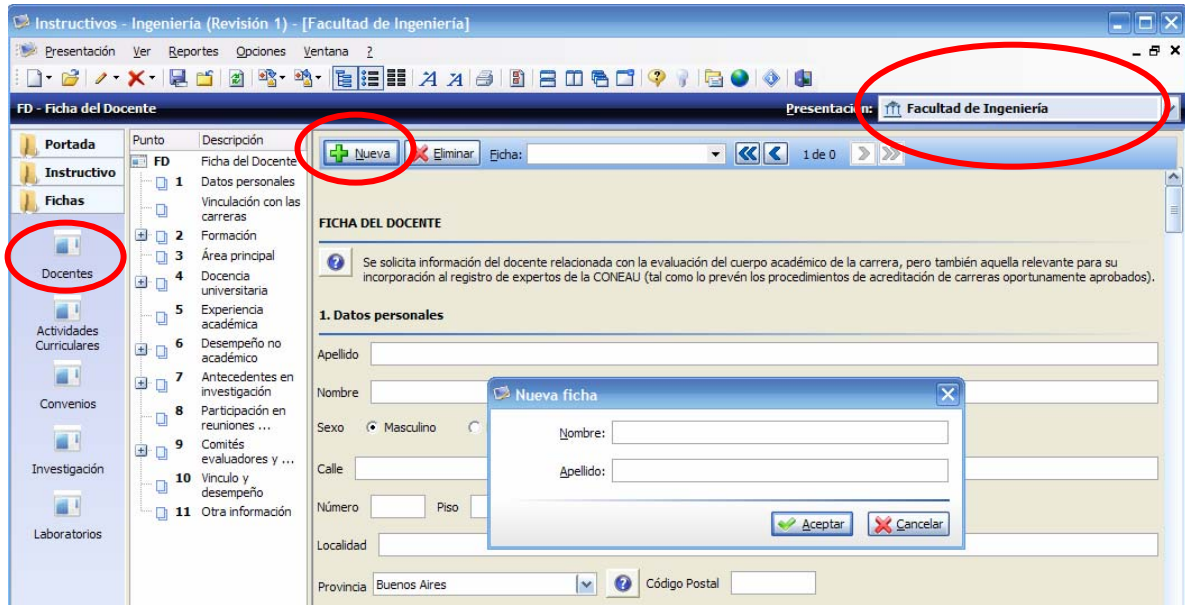 Instructivos - Ingeniería (Revisión 1) - [Facultad de Ingeniería]
Presentación Ver Reportes Opciones Ventana ?
FD - Ficha del Docente
Presentación: Facultad de Ingeniería
Portada
Instructivo
Fichas
Docentes
Actividades
Curriculares
Convenios
Investigación
Laboratorios
Punto Descripción
FD Ficha del Docente
1 Datos personales
Vinculación con las
carreras
2 Formación
3 Área principal
4 Docencia
universitaria
5 Experiencia
académica
6 Desempeño no
académico
7 Antecedentes en
investigación
8 Participación en
reuniones ...
9 Comités
evaluadores y ...
10 Vinculo y
desempeño
11 Otra información
Nueva Eliminar Ficha: 1 de 0
FICHA DEL DOCENTE
Se solicita información del docente relacionada con la evaluación del cuerpo académico de la carrera, pero también aquella relevante para su
incorporación al registro de expertos de la CONEAU (tal como lo prevén los procedimientos de acreditación de carreras oportunamente aprobados).
1. Datos personales
Apellido
Nombre
Sexo Masculino
Calle
Número Piso
Localidad
Provincia Buenos Aires Código Postal
Nueva ficha
Nombre:
Apellido:
Aceptar Cancelar